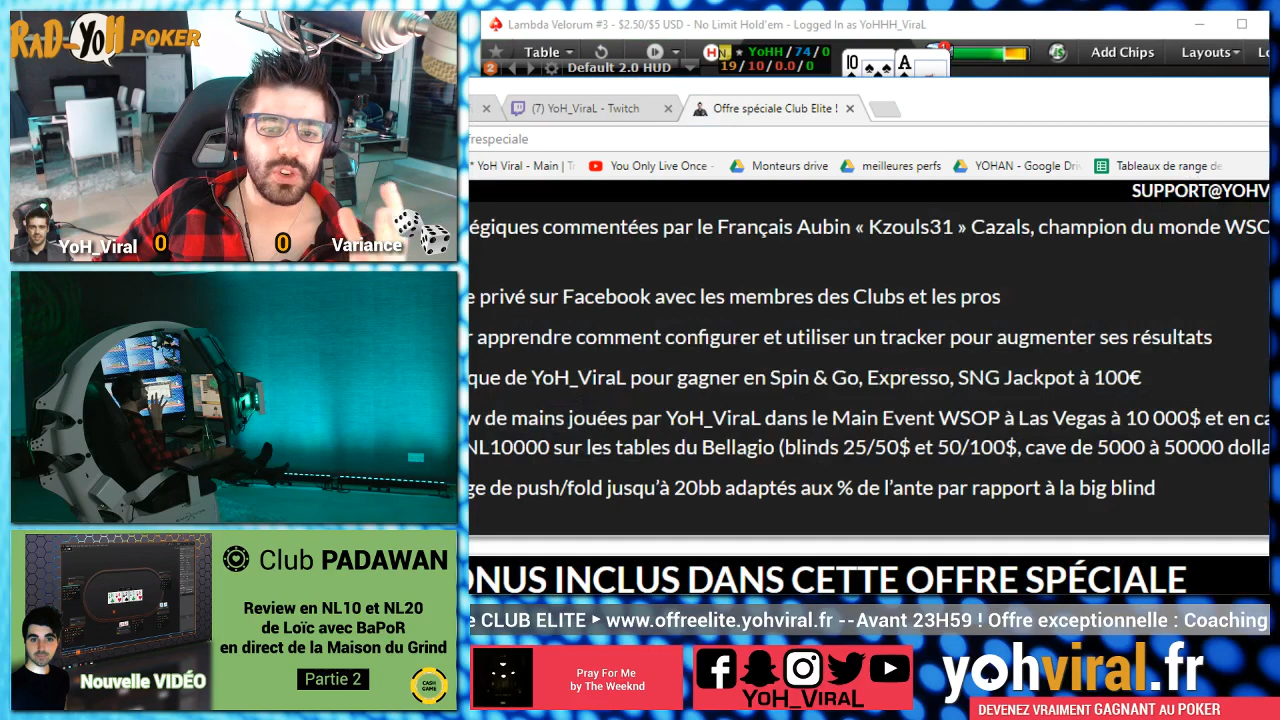 RAD-YOH POKER
YoH_Viral 0 0 Variance
Club PADAWAN
Review en NL10 et NL20
de Loïc avec BaPoR
en direct de la Maison du Grind
Nouvelle VIDÉO
Partie 2
CASH
GAME
Lambda Velorum #3 - $2.50/$5 USD - No Limit Hold'em - Logged In as YoHHH_ViraL
Table
YoHH / 74 / 0
Add Chips
Layouts
2
Default 2.0 HUD
19 / 10 / 0.0 / 0
10
A
(7) YoH_ViraL - Twitch
Offre spéciale Club Elite !
frespeciale
* YoH Viral - Main |
You Only Live Once -
Monteurs drive
meilleures perfs
YOHAN - Google Dri
Tableaux de range de
SUPPORT@YOHV
égiques commentées par le Français Aubin « Kzouls31 » Cazals, champion du monde WSO
e privé sur Facebook avec les membres des Clubs et les pros
r apprendre comment configurer et utiliser un tracker pour augmenter ses résultats
que de YoH_ViraL pour gagner en Spin & Go, Expresso, SNG Jackpot à 100€
w de mains jouées par YoH_ViraL dans le Main Event WSOP à Las Vegas à 10 000$ et en ca
NL10000 sur les tables du Bellagio (blinds 25/50$ et 50/100$, cave de 5000 à 50000 dolla
ge de push/fold jusqu'à 20bb adaptés aux % de l'ante par rapport à la big blind
ONUS INCLUS DANS CETTE OFFRE SPÉCIALE
e CLUB ELITE ▸ www.offreelite.yohviral.fr --Avant 23H59 ! Offre exceptionnelle : Coaching
Pray For Me
by The Weeknd
YOH_VIRAL
yohviral.fr
DEVENEZ VRAIMENT GAGNANT AU POKER